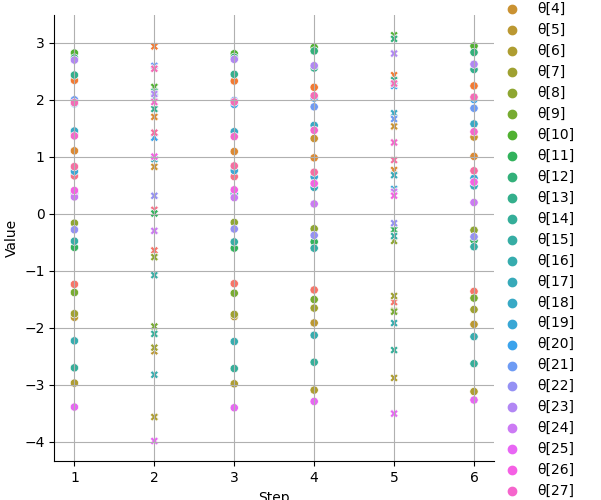 Value
3
2
1
0
−1
−2
−3
−4
1
2
3
4
5
6
Step
θ[4]
θ[5]
θ[6]
θ[7]
θ[8]
θ[9]
θ[10]
θ[11]
θ[12]
θ[13]
θ[14]
θ[15]
θ[16]
θ[17]
θ[18]
θ[19]
θ[20]
θ[21]
θ[22]
θ[23]
θ[24]
θ[25]
θ[26]
θ[27]